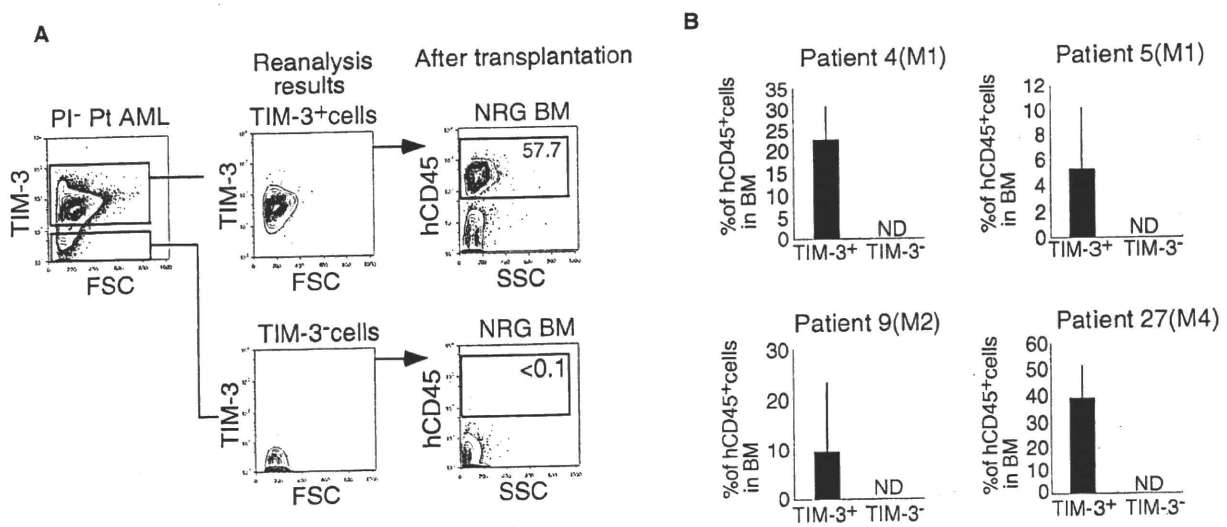 A
Reanalysis
results
After transplantation
PI- Pt AML
TIM-3+cells
NRG BM
TIM-3
TIM-3
hCD45
57.7
FSC
FSC
SSC
TIM-3-cells
NRG BM
TIM-3
hCD45
<0.1
FSC
SSC
B
Patient 4(M1)
%of hCD45+cells
in BM
35
30
25
20
15
10
5
0
ND
TIM-3+ TIM-3-
Patient 5(M1)
%of hCD45+cells
in BM
12
10
8
6
4
2
0
ND
TIM-3+ TIM-3-
Patient 9(M2)
%of hCD45+cells
in BM
30
20
10
0
ND
TIM-3+ TIM-3-
Patient 27(M4)
%of hCD45+cells
in BM
60
50
40
30
20
20
10
0
ND
TIM-3+ TIM-3-